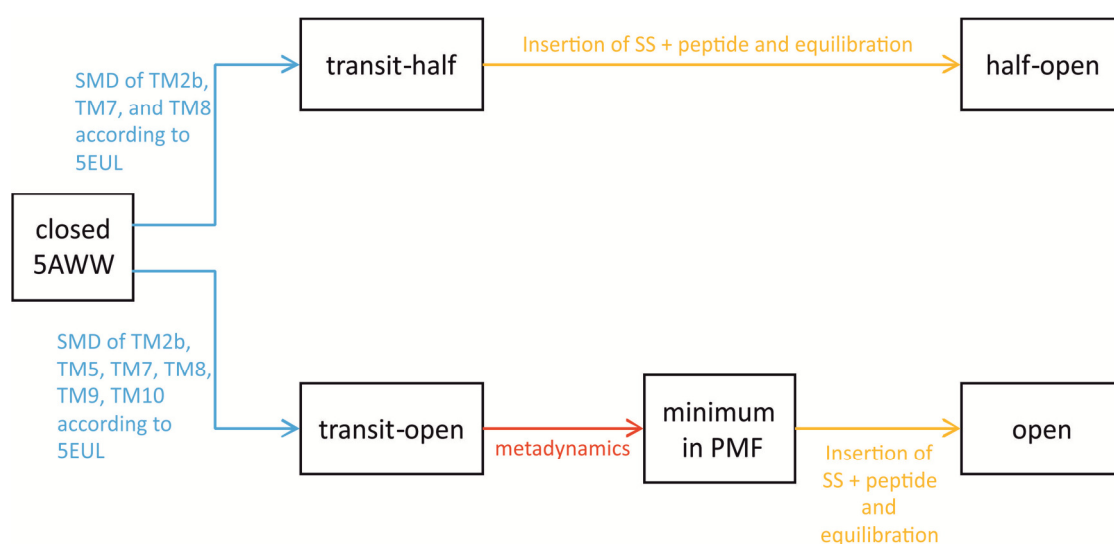 SMD of TM2b,
TM7, and TM8
according to
5EUL
transit-half
Insertion of SS + peptide and equilibration
half-open
closed
5AWW
SMD of TM2b,
TM5, TM7, TM8,
TM9, TM10
according to
5EUL
transit-open
metadynamics
minimum
in PMF
Insertion of
SS + peptide
and
equilibration
open